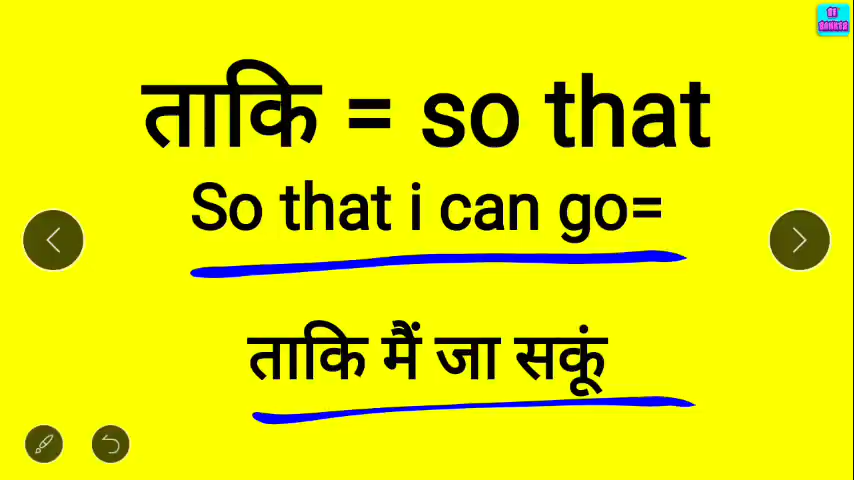 ताकि = so that
So that i can go=
ताकि मैं जा सकूं